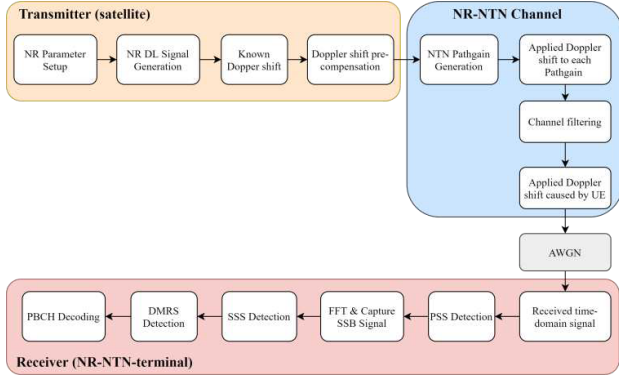 Transmitter (satellite)
NR Parameter
Setup
NR DL Signal
Generation
Known
Dopper shift
Doppler shift pre-
compensation
NR-NTN Channel
NTN Pathgain
Generation
Applied Doppler
shift to each
Pathgain
Channel filtering
Applied Doppler
shift caused by UE
AWGN
Received time-
domain signal
PSS Detection
FFT & Capture
SSB Signal
SSS Detection
DMRS
Detection
PBCH Decoding
Receiver (NR-NTN-terminal)